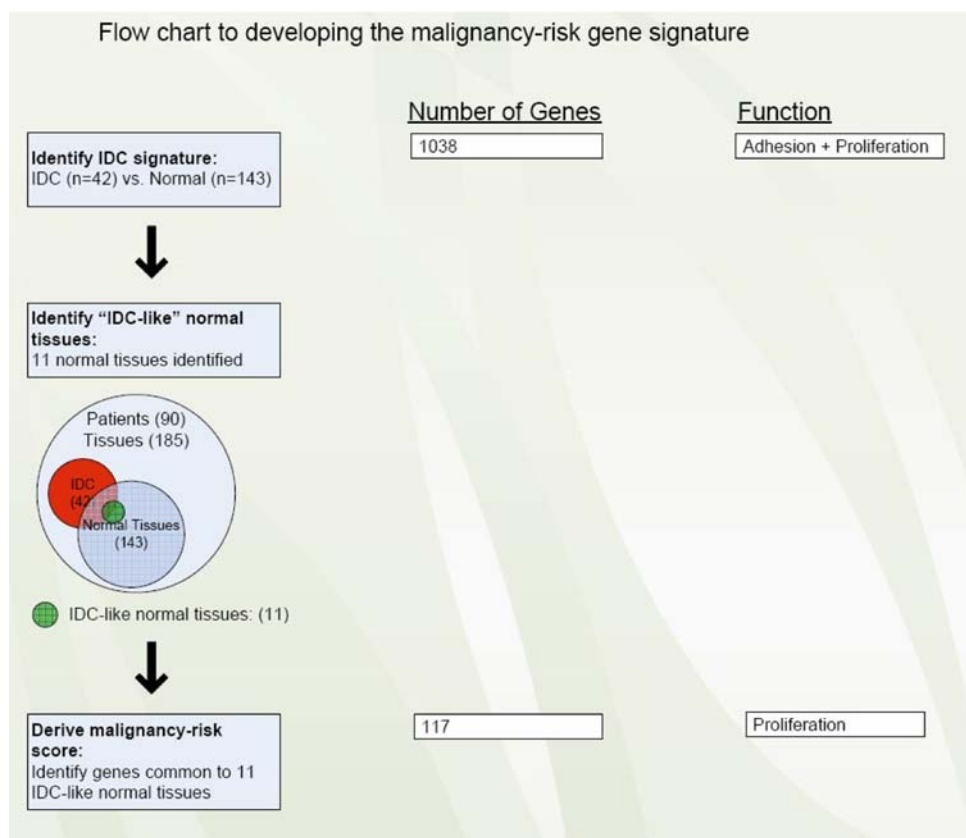 Flow chart to developing the malignancy-risk gene signature
Number of Genes
Function
Identify IDC signature:
IDC (n=42) vs. Normal (n=143)
1038
Adhesion + Proliferation
Identify “IDC-like” normal
tissues:
11 normal tissues identified
Patients (90)
Tissues (185)
IDC
(42)
Normal Tissues
(143)
IDC-like normal tissues: (11)
Derive malignancy-risk
score:
Identify genes common to 11
IDC-like normal tissues
117
Proliferation